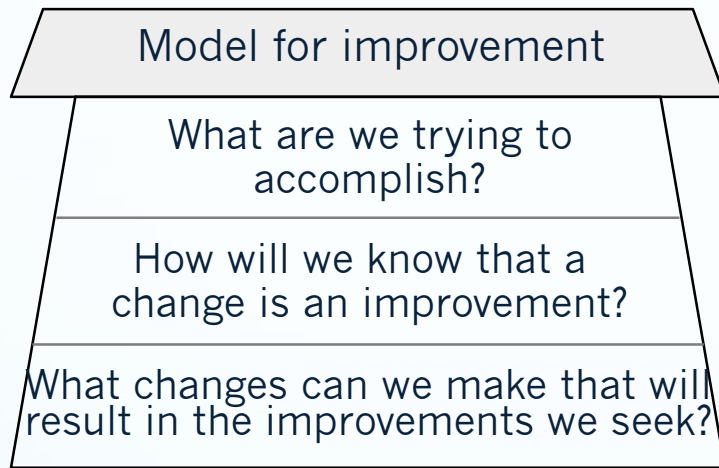 Model for improvement
What are we trying to
accomplish?
How will we know that a
change is an improvement?
What changes can we make that will
result in the improvements we seek?